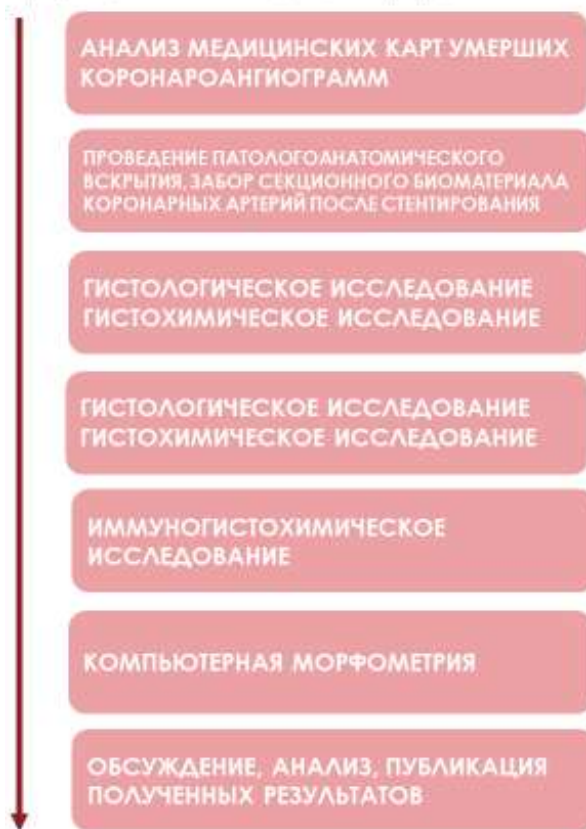 АНАЛИЗ МЕДИЦИНСКИХ КАРТ УМЕРШИХ
КОРОНАРОАНГИОГРАММ
ПРОВЕДЕНИЕ ПАТОЛОГОАНАТОМИЧЕСКОГО
ВСКРЫТИЯ, ЗАБОР СЕКЦИОННОГО БИОМАТЕРИАЛА
КОРОНАРНЫХ АРТЕРИЙ ПОСЛЕ СТЕНТИРОВАНИЯ
ГИСТОЛОГИЧЕСКОЕ ИССЛЕДОВАНИЕ
ГИСТОХИМИЧЕСКОЕ ИССЛЕДОВАНИЕ
ГИСТОЛОГИЧЕСКОЕ ИССЛЕДОВАНИЕ
ГИСТОХИМИЧЕСКОЕ ИССЛЕДОВАНИЕ
ИММУНОГИСТОХИМИЧЕСКОЕ
ИССЛЕДОВАНИЕ
КОМПЬЮТЕРНАЯ МОРФОМЕТРИЯ
ОБСУЖДЕНИЕ, АНАЛИЗ, ПУБЛИКАЦИЯ
ПОЛУЧЕННЫХ РЕЗУЛЬТАТОВ